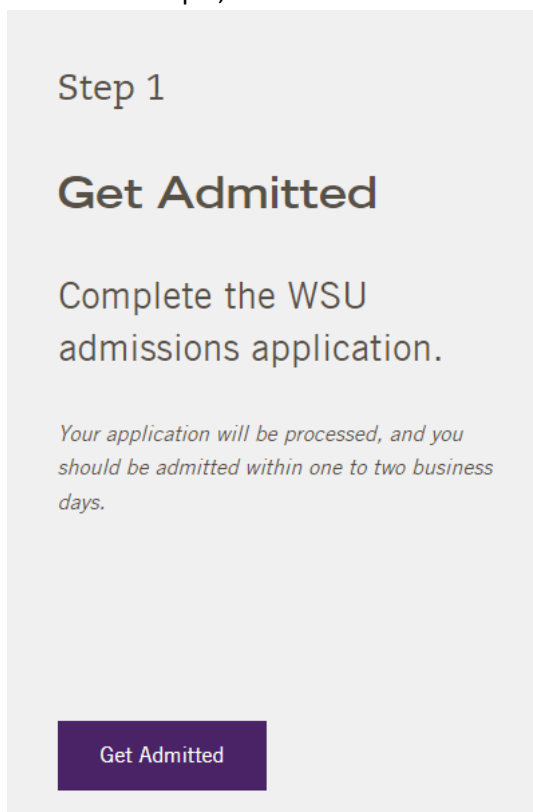 Step 1
Get Admitted
Complete the WSU
admissions application.
Your application will be processed, and you
should be admitted within one to two business
days.
Get Admitted